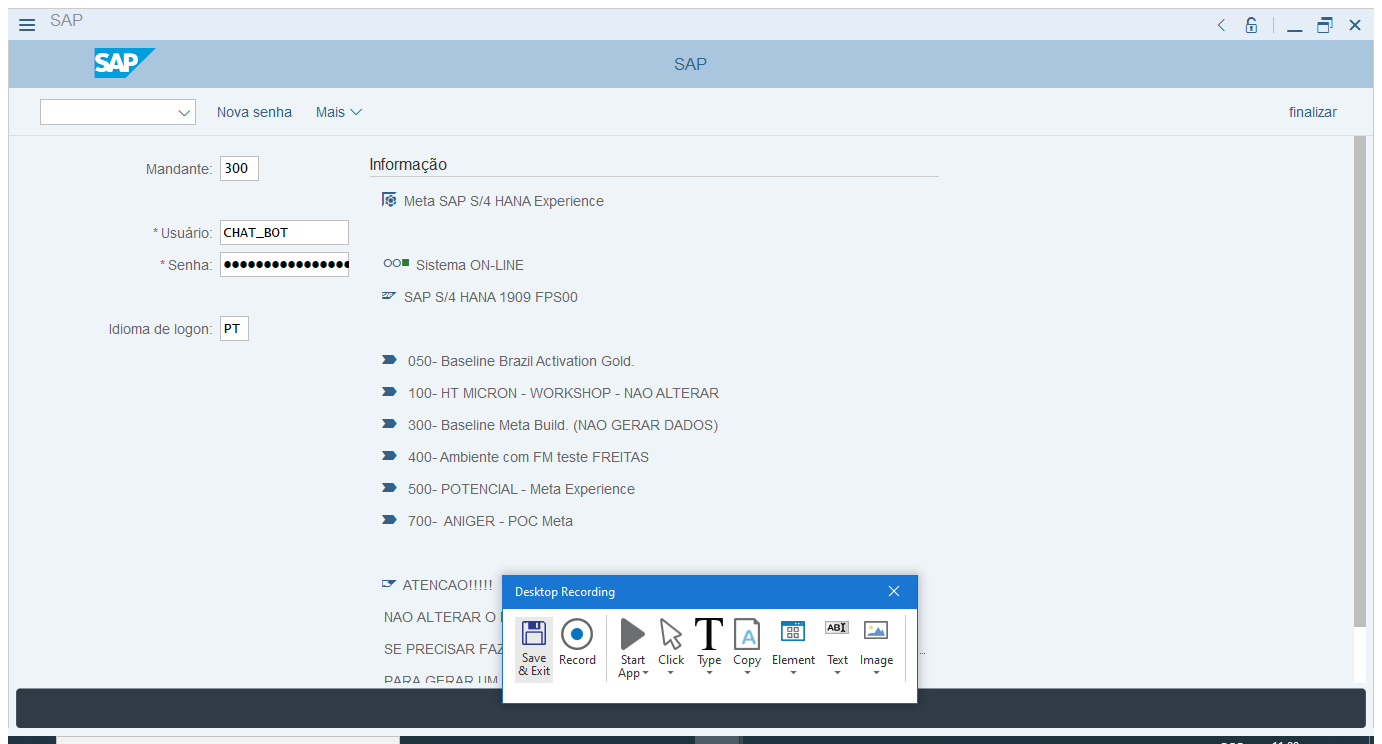 SAP
SAP
SAP
Nova senha
Mais
finalizar
Mandante: 300
* Usuário: CHAT_BOT
* Senha:
Idioma de logon: PT
Informação
Meta SAP S/4 HANA Experience
Sistema ON-LINE
SAP S/4 HANA 1909 FPS00
050- Baseline Brazil Activation Gold.
100- HT MICRON - WORKSHOP - NAO ALTERAR
300- Baseline Meta Build. (NAO GERAR DADOS)
400- Ambiente com FM teste FREITAS
500- POTENCIAL - Meta Experience
700- ANIGER - POC Meta
ATENCAO!!!!!
NAO ALTERAR O
SE PRECISAR FAZ
PARA GERAR UM
Desktop Recording
Save & Exit
Record
Start App
Click
Type
Copy
Element
Text
Image